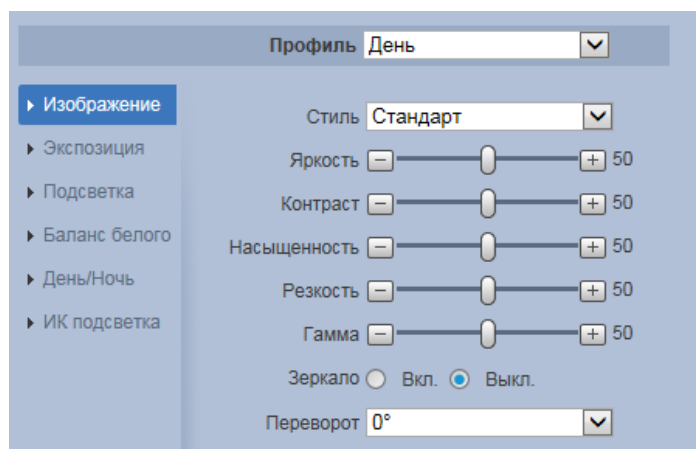 Профиль День
Изображение
Экспозиция
Подсветка
Баланс белого
День/Ночь
ИК подсветка
Стиль Стандарт
Яркость 50
Контраст 50
Насыщенность 50
Резкость 50
Гамма 50
Зеркало Вкл. Выкл.
Переворот 0°